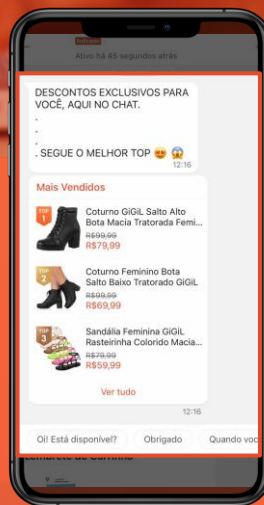 Ativo há 45 segundos atrás
DESCONTOS EXCLUSIVOS PARA
VOCÊ, AQUI NO CHAT.
.
.
.
. SEGUE O MELHOR TOP 😍 😱
12:16
Mais Vendidos
TOP
1
Coturno GiGiL Salto Alto
Bota Macia Tratorada Femi...
R$99,99
R$79,99
TOP
2
Coturno Feminino Bota
Salto Baixo Tratorado GiGiL
R$99,99
R$69,99
TOP
3
Sandália Feminina GiGiL
Rasteirinha Colorido Macia...
R$79,99
R$59,99
Ver tudo
12:16
Oi! Está disponível?
Obrigado
Quando voc
Lembrete de Carrinho